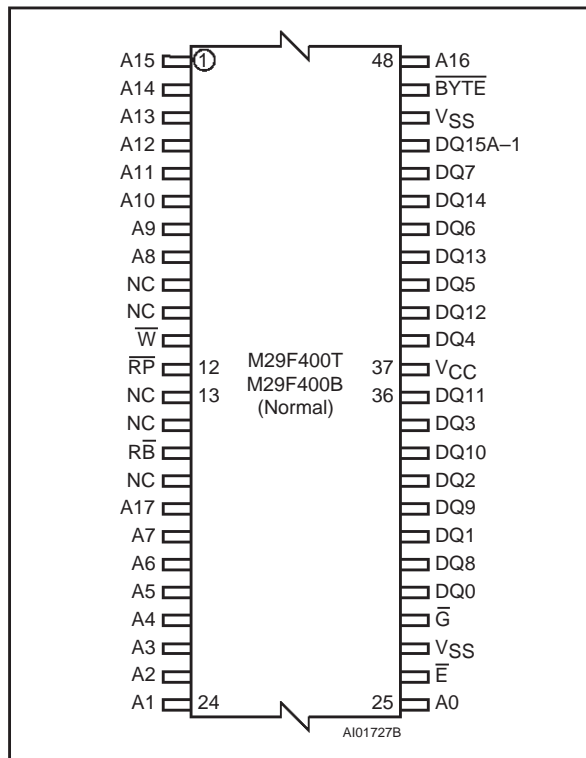 A15 1 48 A16
A14 B̅Y̅T̅E̅
A13 VSS
A12 DQ15A–1
A11 DQ7
A10 DQ14
A9 DQ6
A8 DQ13
NC DQ5
NC DQ12
W̅ DQ4
R̅P̅ 12 M29F400T 37 VCC
NC 13 M29F400B 36 DQ11
NC (Normal) DQ3
RB̅ DQ10
NC DQ2
A17 DQ9
A7 DQ1
A6 DQ8
A5 DQ0
A4 G̅
A3 VSS
A2 E̅
A1 24 25 A0
AI01727B